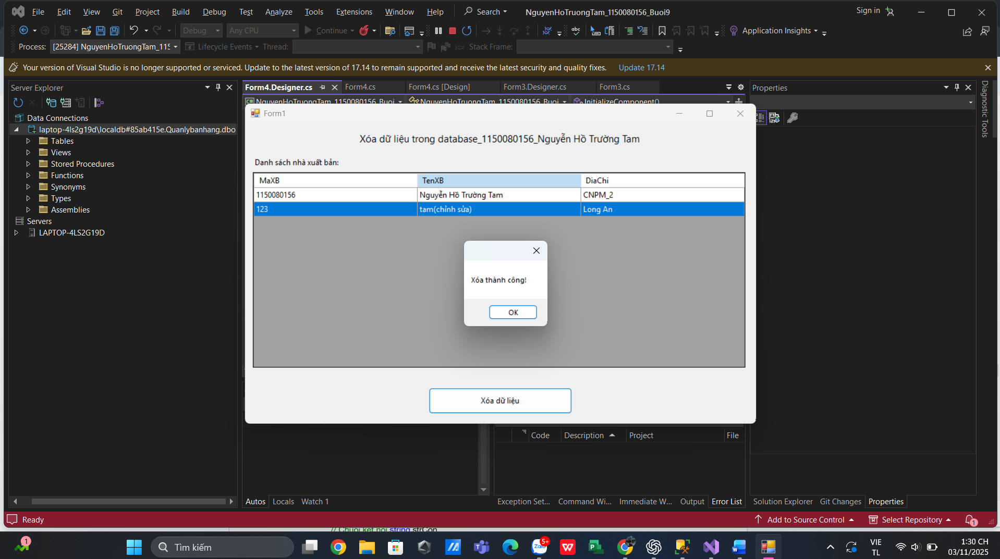 File Edit View Git Project Build Debug Test Analyze Tools Extensions Window Help Search NguyenHoTruongTam_1150080156_Buoi9 Sign in
Debug Any CPU Continue Application Insights
Process: [25284] NguyenHoTruongTam_115 Lifecycle Events Thread: Stack Frame:
Your version of Visual Studio is no longer supported or serviced. Update to the latest version of 17.14 to remain supported and receive the latest security and quality fixes. Update 17.14
Server Explorer
Form4.Designer.cs Form4.cs Form4.cs [Design] Form3.Designer.cs Form3.cs
Properties
Diagnostic Tools
NguyenHoTruongTam_1150080156_Buoi NguyenHoTruongTam_1150080156_Buoi InitializeComponent()
Data Connections
laptop-4ls2g19d\localdb#85ab415e.Quanlybanhang.dbo
Tables
Views
Stored Procedures
Functions
Synonyms
Types
Assemblies
Servers
LAPTOP-4LS2G19D
Form1
Xóa dữ liệu trong database_1150080156_Nguyễn Hồ Trường Tam
Danh sách nhà xuất bản:
MaXB TenXB DiaChi
1150080156 Nguyễn Hồ Trường Tam CNPM_2
123 tam(chỉnh sửa) Long An
Xóa thành công!
OK
Xóa dữ liệu
Code Description Project File
Autos Locals Watch 1
Exception Set... Command Wi... Immediate W... Output Error List
Solution Explorer Git Changes Properties
Ready
Add to Source Control Select Repository 1
// Chuoi ket noi string strCon
1
Tìm kiếm
Zalo 5+
VIE
TL
1:30 CH
03/11/2025